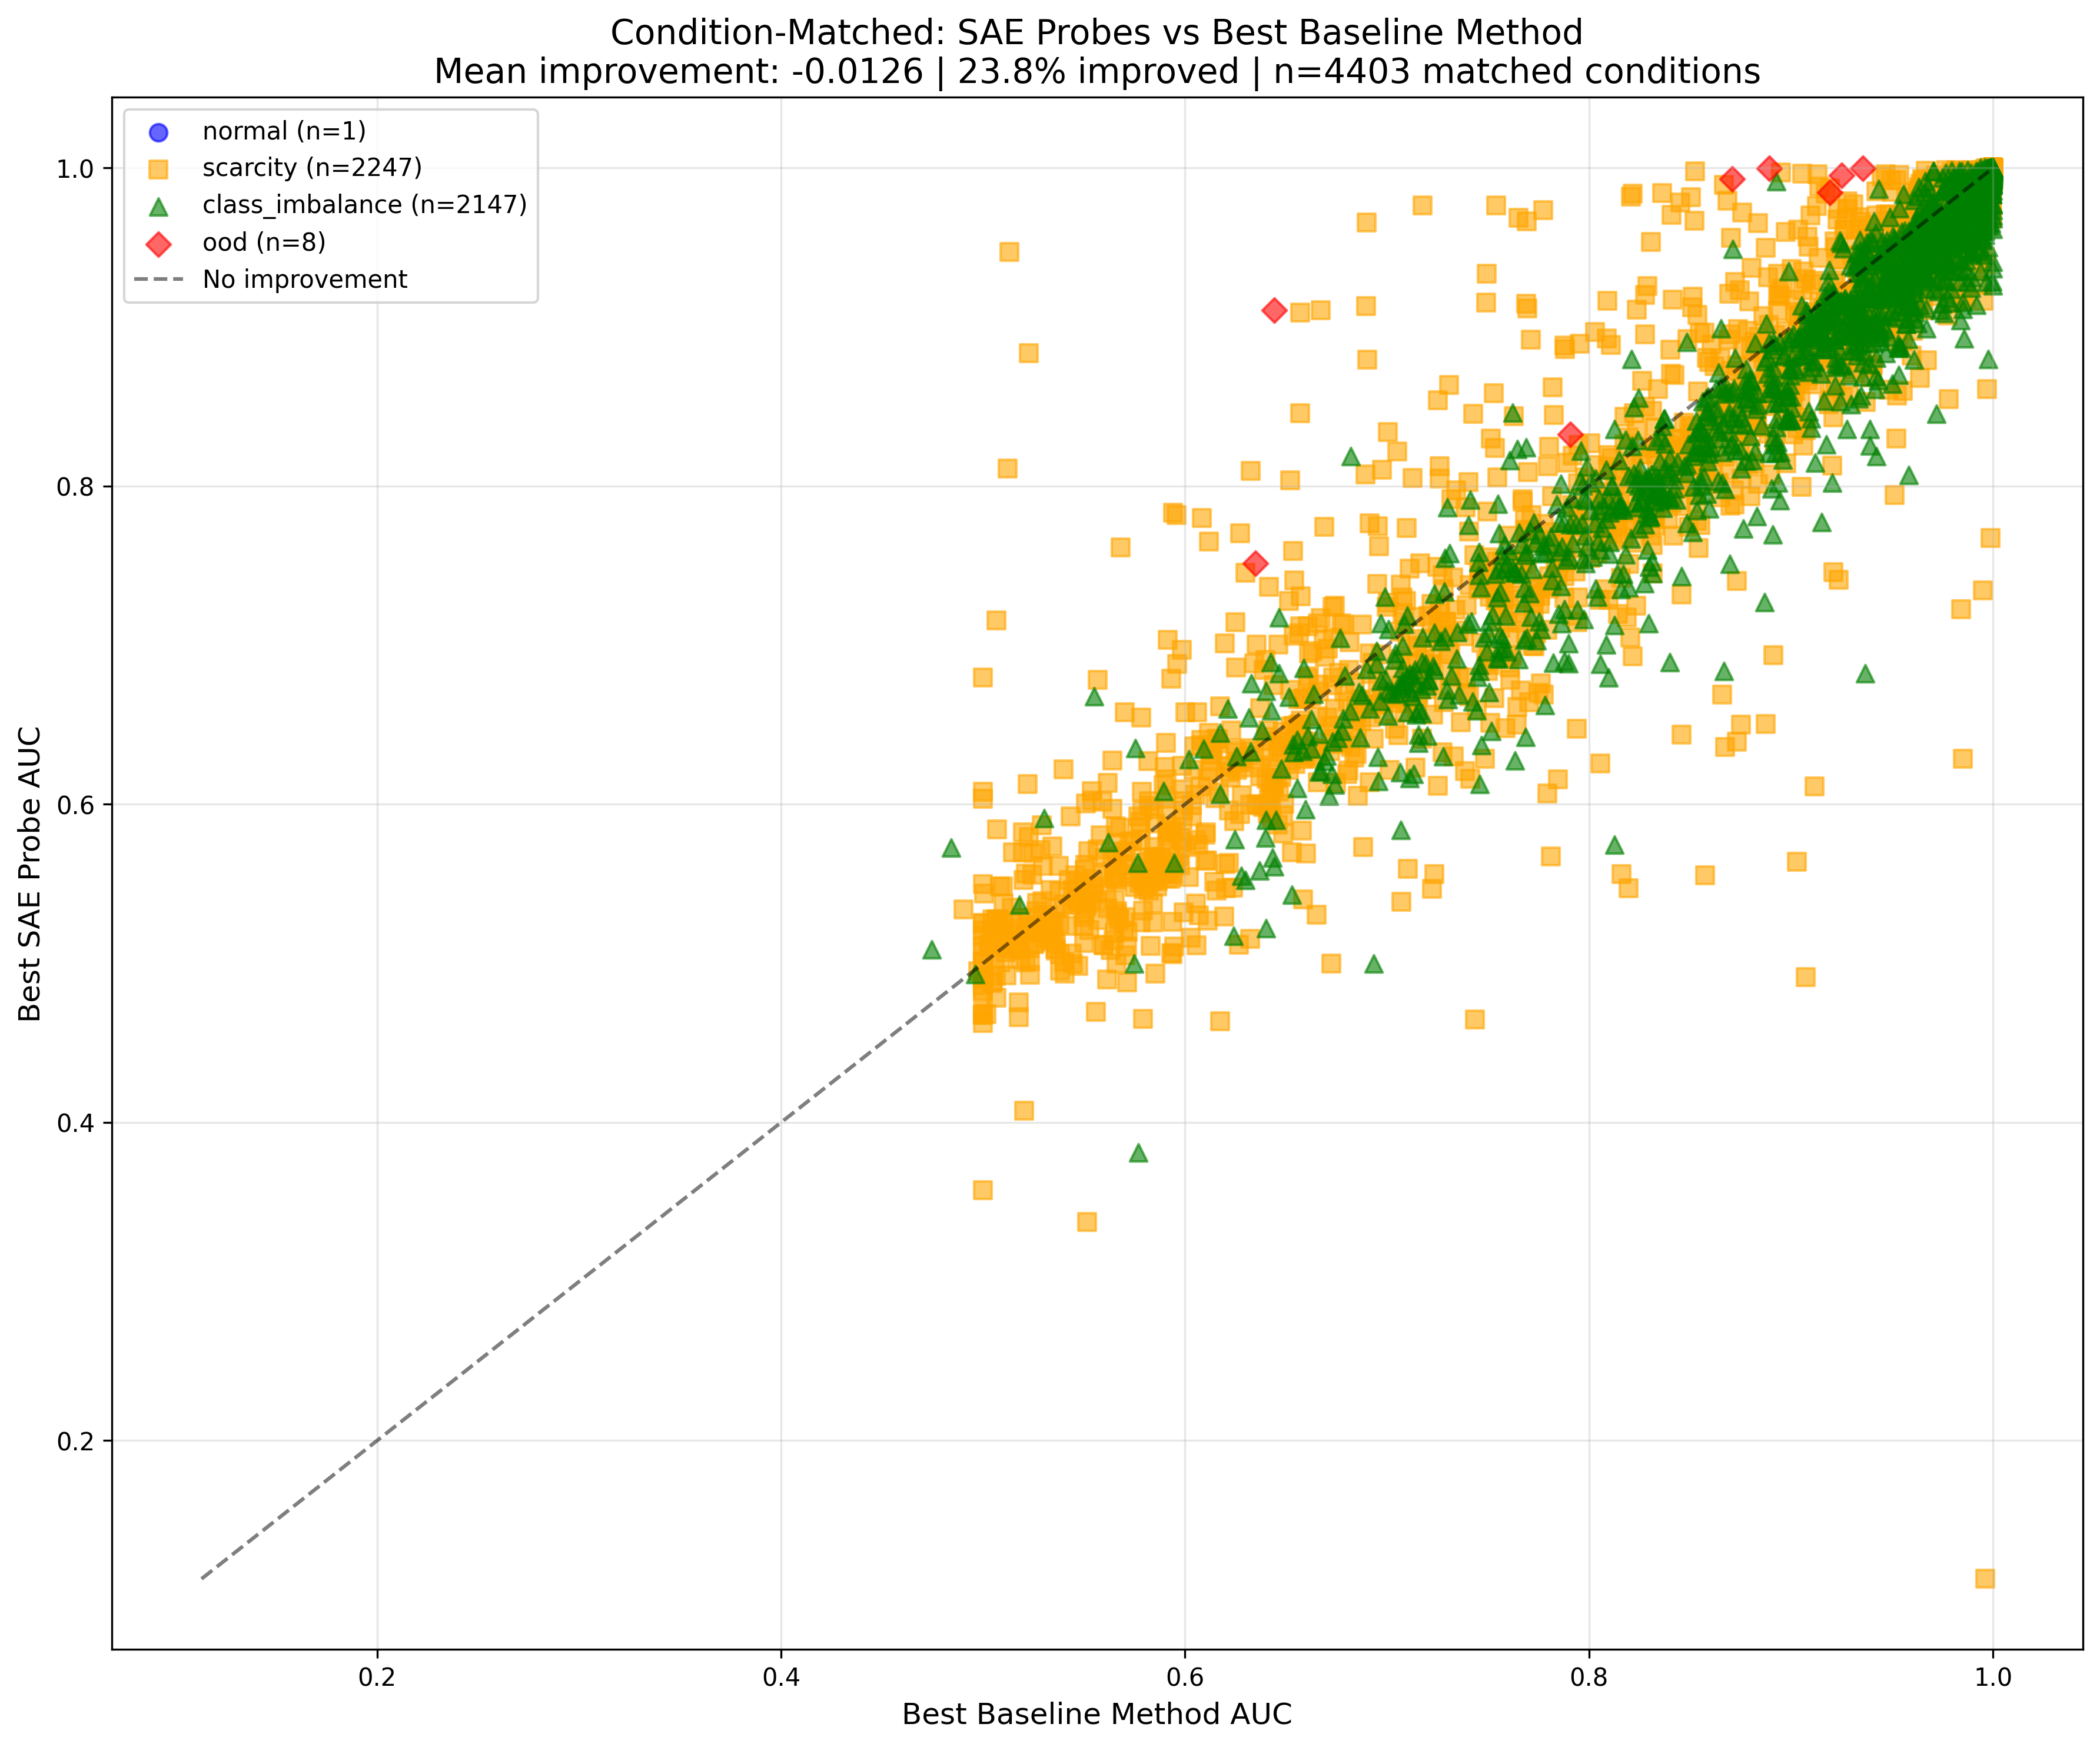 Condition-Matched: SAE Probes vs Best Baseline Method
Mean improvement: -0.0126 | 23.8% improved | n=4403 matched conditions
normal (n=1)
scarcity (n=2247)
class_imbalance (n=2147)
ood (n=8)
No improvement
1.0
0.8
0.6
0.4
0.2
Best SAE Probe AUC
0.2
0.4
0.6
0.8
1.0
Best Baseline Method AUC